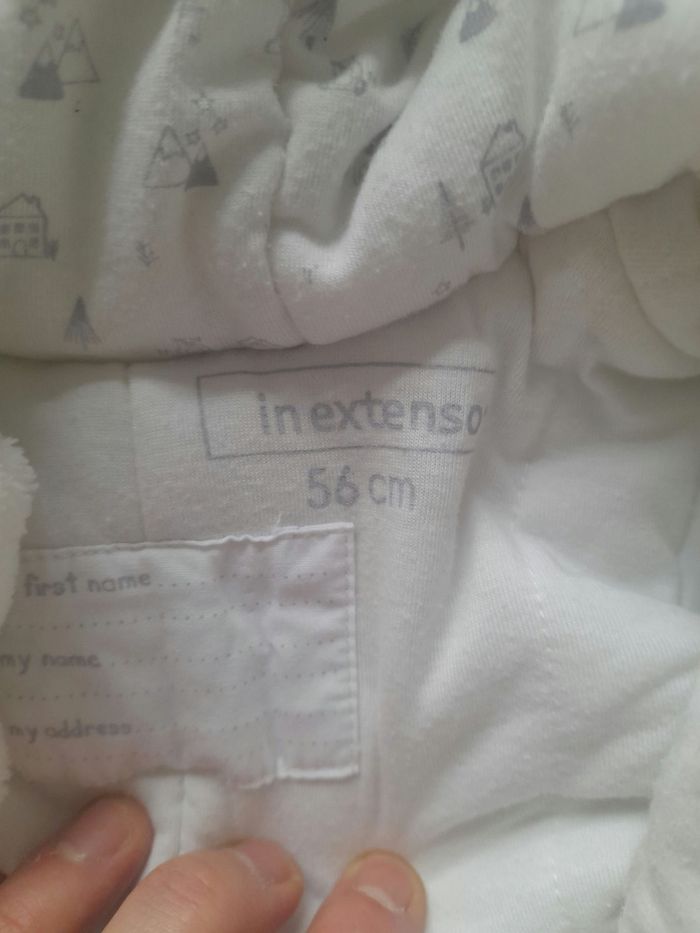 in extenso
56 cm
first name
my name
my address